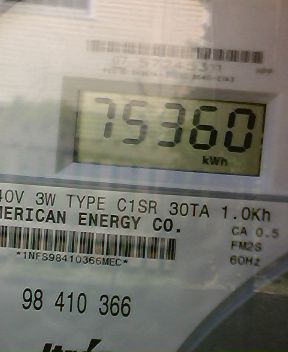 75360
kWh
40V 3W TYPE C1SR 30TA 1.0Kh
MERICAN ENERGY CO.
CA 0.5
FM2S
60Hz
*1NFS98410366MEC*
98 410 366